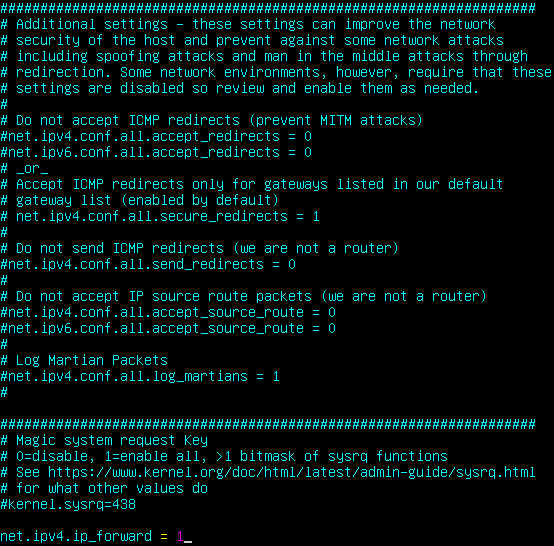 ###################################################################
# Additional settings - these settings can improve the network
# security of the host and prevent against some network attacks
# including spoofing attacks and man in the middle attacks through
# redirection. Some network environments, however, require that these
# settings are disabled so review and enable them as needed.
#
# Do not accept ICMP redirects (prevent MITM attacks)
#net.ipv4.conf.all.accept_redirects = 0
#net.ipv6.conf.all.accept_redirects = 0
# _or_
# Accept ICMP redirects only for gateways listed in our default
# gateway list (enabled by default)
# net.ipv4.conf.all.secure_redirects = 1
#
# Do not send ICMP redirects (we are not a router)
#net.ipv4.conf.all.send_redirects = 0
#
# Do not accept IP source route packets (we are not a router)
#net.ipv4.conf.all.accept_source_route = 0
#net.ipv6.conf.all.accept_source_route = 0
#
# Log Martian Packets
#net.ipv4.conf.all.log_martians = 1
#
###################################################################
# Magic system request Key
# 0=disable, 1=enable all, >1 bitmask of sysrq functions
# See https://www.kernel.org/doc/html/latest/admin-guide/sysrq.html
# for what other values do
#kernel.sysrq=438
net.ipv4.ip_forward = 1